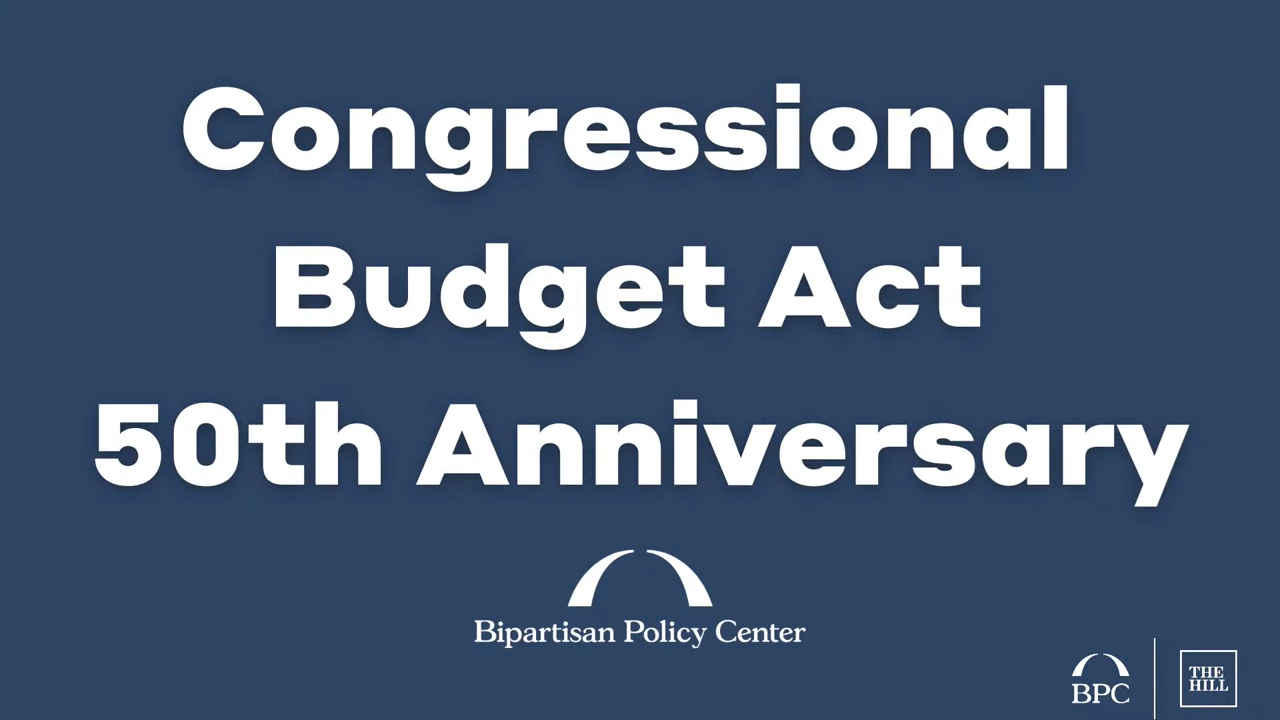 Congressional
Budget Act
50th Anniversary
Bipartisan Policy Center
BPC
THE
HILL